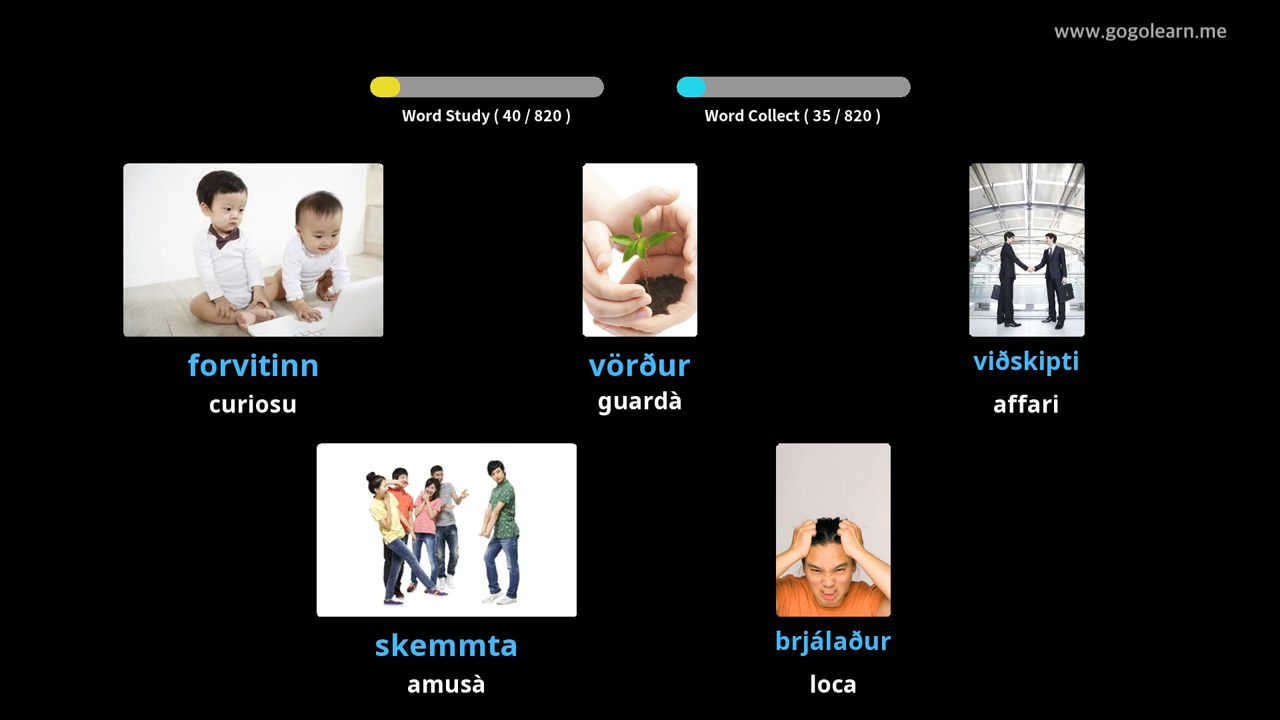 www.gogolearn.me
Word Study ( 40 / 820 )
Word Collect ( 35 / 820 )
forvitinn
curiosu
vörður
guardà
viðskipti
affari
skemmta
amusà
brjálaður
loca